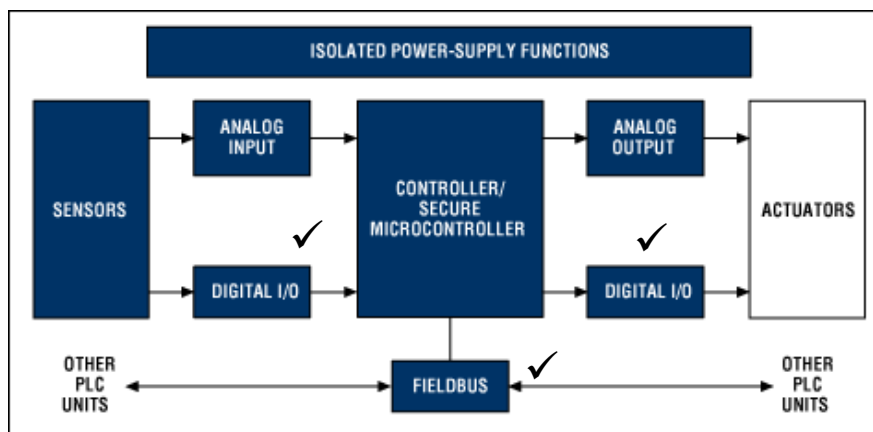 ISOLATED POWER-SUPPLY FUNCTIONS
SENSORS
ANALOG
INPUT
CONTROLLER/
SECURE
MICROCONTROLLER
ANALOG
OUTPUT
ACTUATORS
DIGITAL I/O
DIGITAL I/O
OTHER
PLC
UNITS
FIELDBUS
OTHER
PLC
UNITS